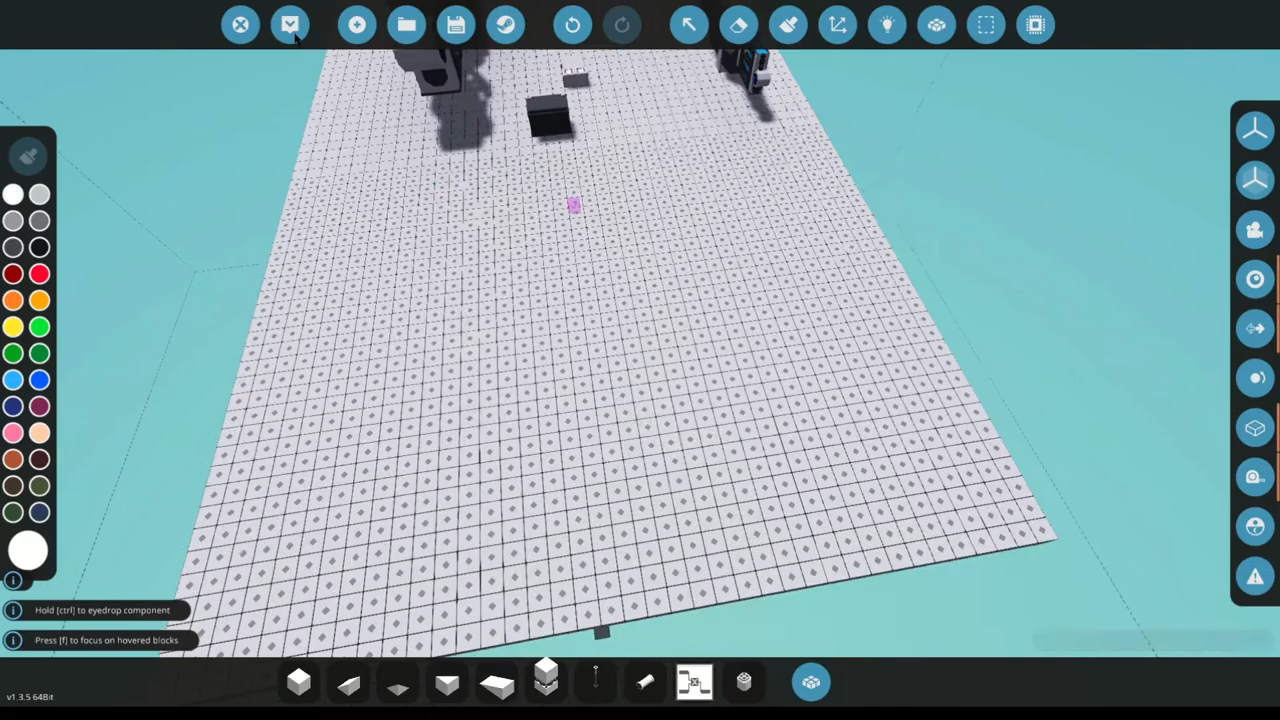 Hold [ctrl] to eyedrop component
Press [f] to focus on hovered blocks
v1.3.5 64Bit